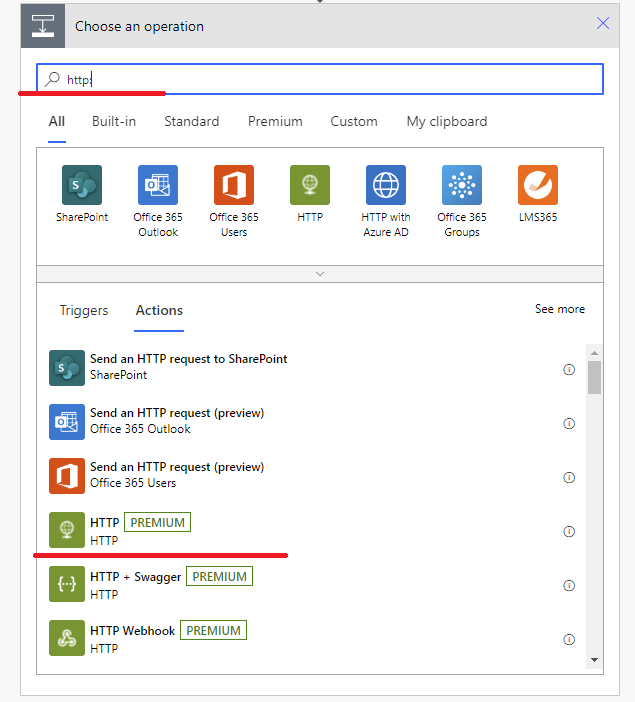 Choose an operation
http:
All Built-in Standard Premium Custom My clipboard
SharePoint
Office 365
Outlook
Office 365
Users
HTTP
HTTP with
Azure AD
Office 365
Groups
LMS365
Triggers Actions See more
Send an HTTP request to SharePoint
SharePoint
Send an HTTP request (preview)
Office 365 Outlook
Send an HTTP request (preview)
Office 365 Users
HTTP PREMIUM
HTTP
HTTP + Swagger PREMIUM
HTTP
HTTP Webhook PREMIUM
HTTP